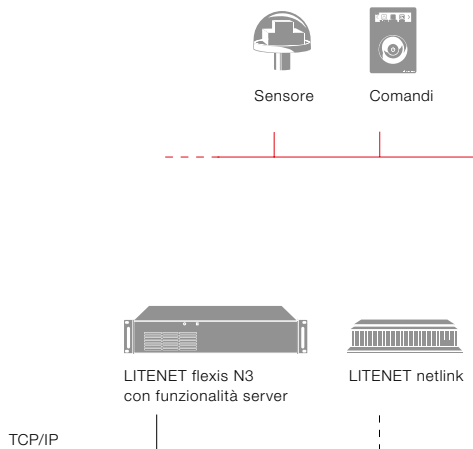 Sensore
Comandi
LITENET flexis N3
con funzionalità server
LITENET netlink
TCP/IP